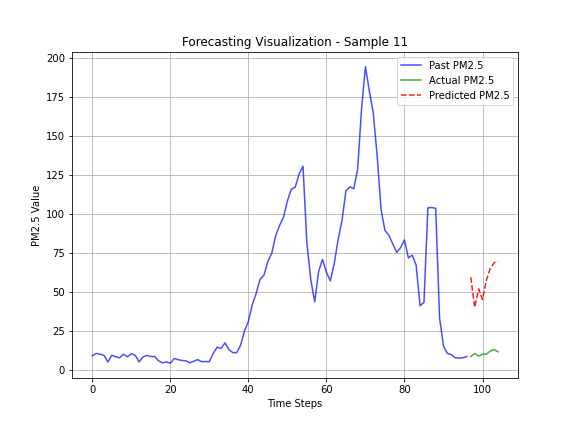 Forecasting Visualization - Sample 11
Past PM2.5
Actual PM2.5
Predicted PM2.5
PM2.5 Value
200
175
150
125
100
75
50
25
0
0 20 40 60 80 100
Time Steps